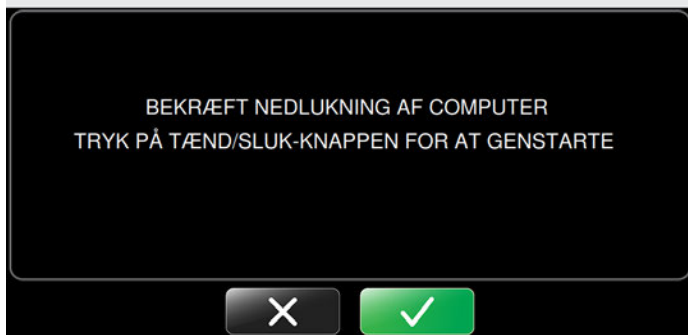 BEKRÆFT NEDLUKNING AF COMPUTER
TRYK PÅ TÆND/SLUK-KNAPPEN FOR AT GENSTARTE